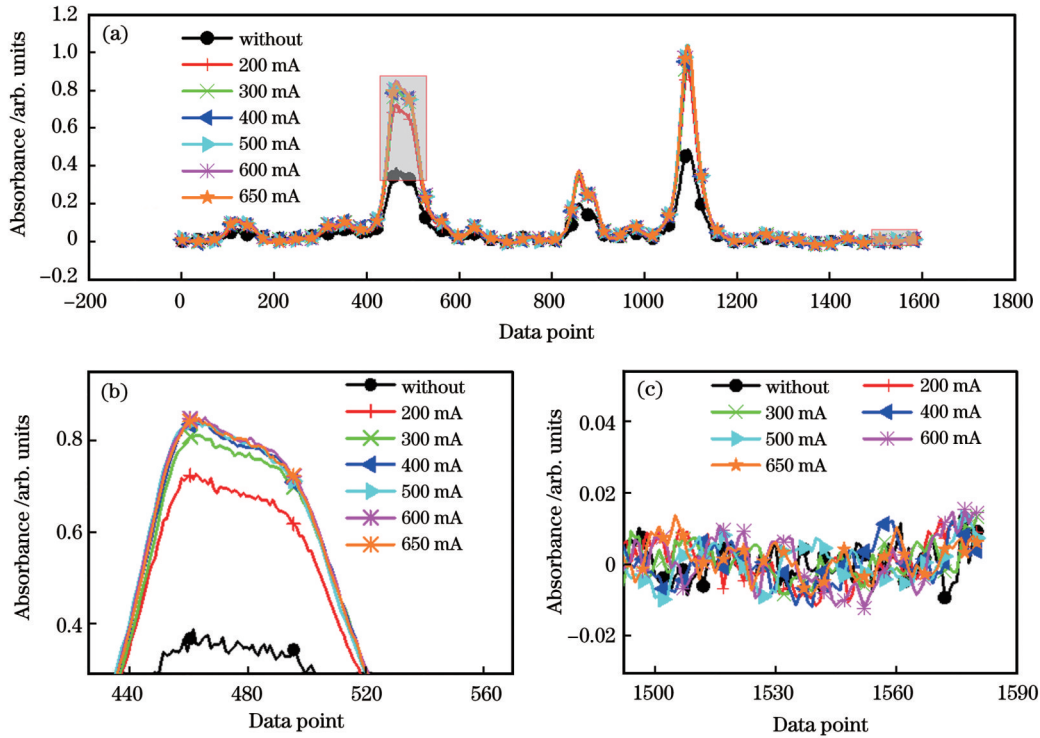 (a)
without
200 mA
300 mA
400 mA
500 mA
600 mA
650 mA
Absorbance /arb. units
1.2
1.0
0.8
0.6
0.4
0.2
0
−0.2
−200 0 200 400 600 800 1000 1200 1400 1600 1800
Data point
(b)
without
200 mA
300 mA
400 mA
500 mA
600 mA
650 mA
Absorbance /arb. units
0.8
0.6
0.4
440 480 520 560
Data point
(c)
without 200 mA
300 mA 400 mA
500 mA 600 mA
650 mA
Absorbance /arb. units
0.04
0.02
0
−0.02
1500 1530 1560 1590
Data point